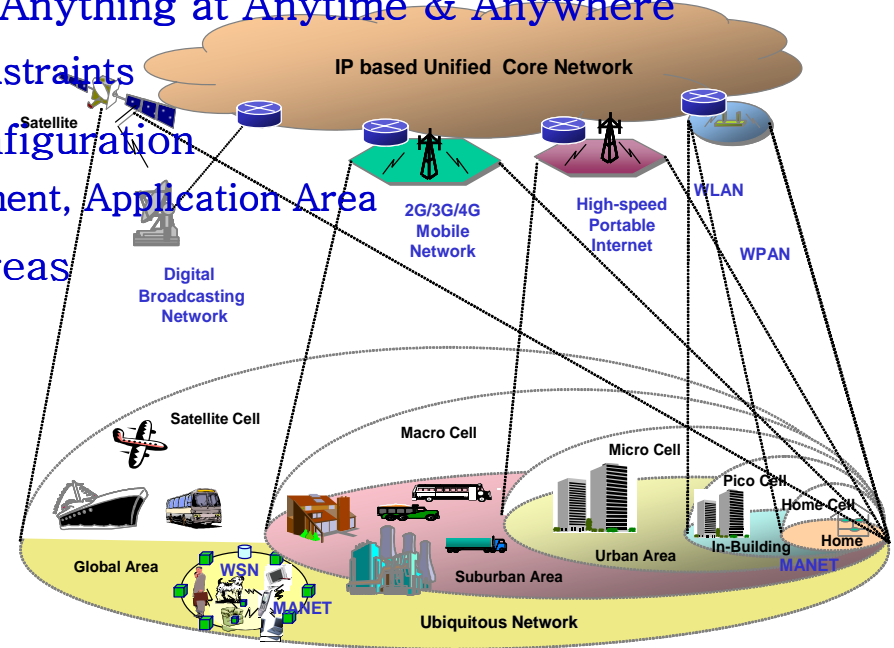 Anything at Anytime & Anywhere
IP based Unified Core Network
straints
Satellite
figuration
ent, Application Area
2G/3G/4G
Mobile
Network
High-speed
Portable
Internet
WLAN
WPAN
reas
Digital
Broadcasting
Network
Satellite Cell
Macro Cell
Micro Cell
Pico Cell
Home Cell
Home
In-Building
MANET
Urban Area
Suburban Area
Global Area
WSN
MANET
Ubiquitous Network